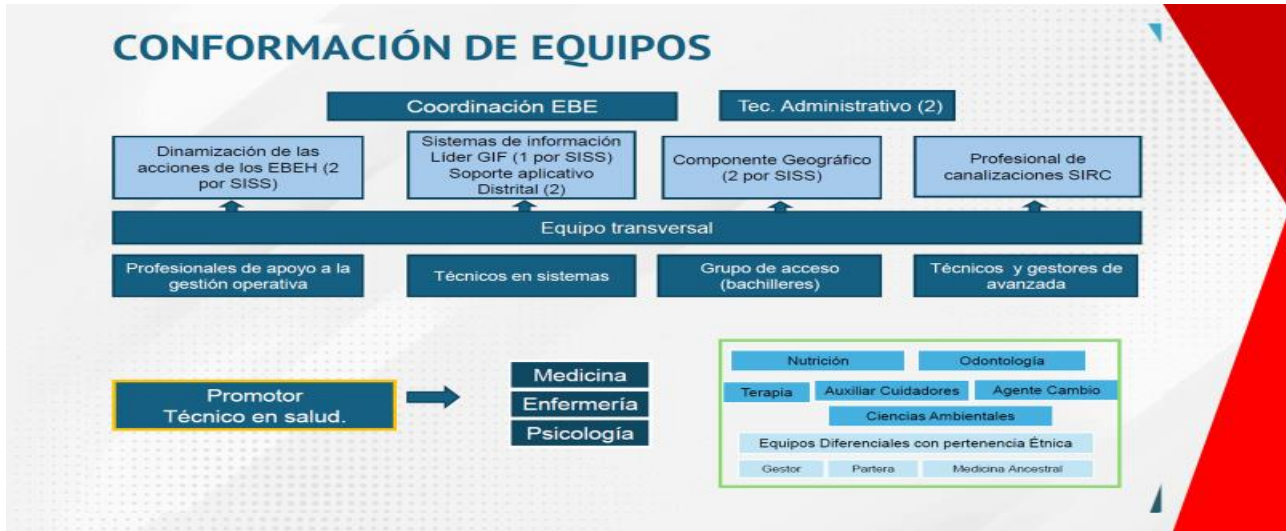 CONFORMACIÓN DE EQUIPOS
Coordinación EBE
Tec. Administrativo (2)
Dinamización de las
acciones de los EBEH (2
por SISS)
Sistemas de información
Líder GIF (1 por SISS)
Soporte aplicativo
Distrital (2)
Componente Geográfico
(2 por SISS)
Profesional de
canalizaciones SIRC
Equipo transversal
Profesionales de apoyo a la
gestión operativa
Técnicos en sistemas
Grupo de acceso
(bachilleres)
Técnicos y gestores de
avanzada
Promotor
Técnico en salud.
Medicina
Enfermería
Psicología
Nutrición
Odontología
Terapia
Auxiliar Cuidadores
Agente Cambio
Ciencias Ambientales
Equipos Diferenciales con pertenencia Étnica
Gestor
Partera
Medicina Ancestral